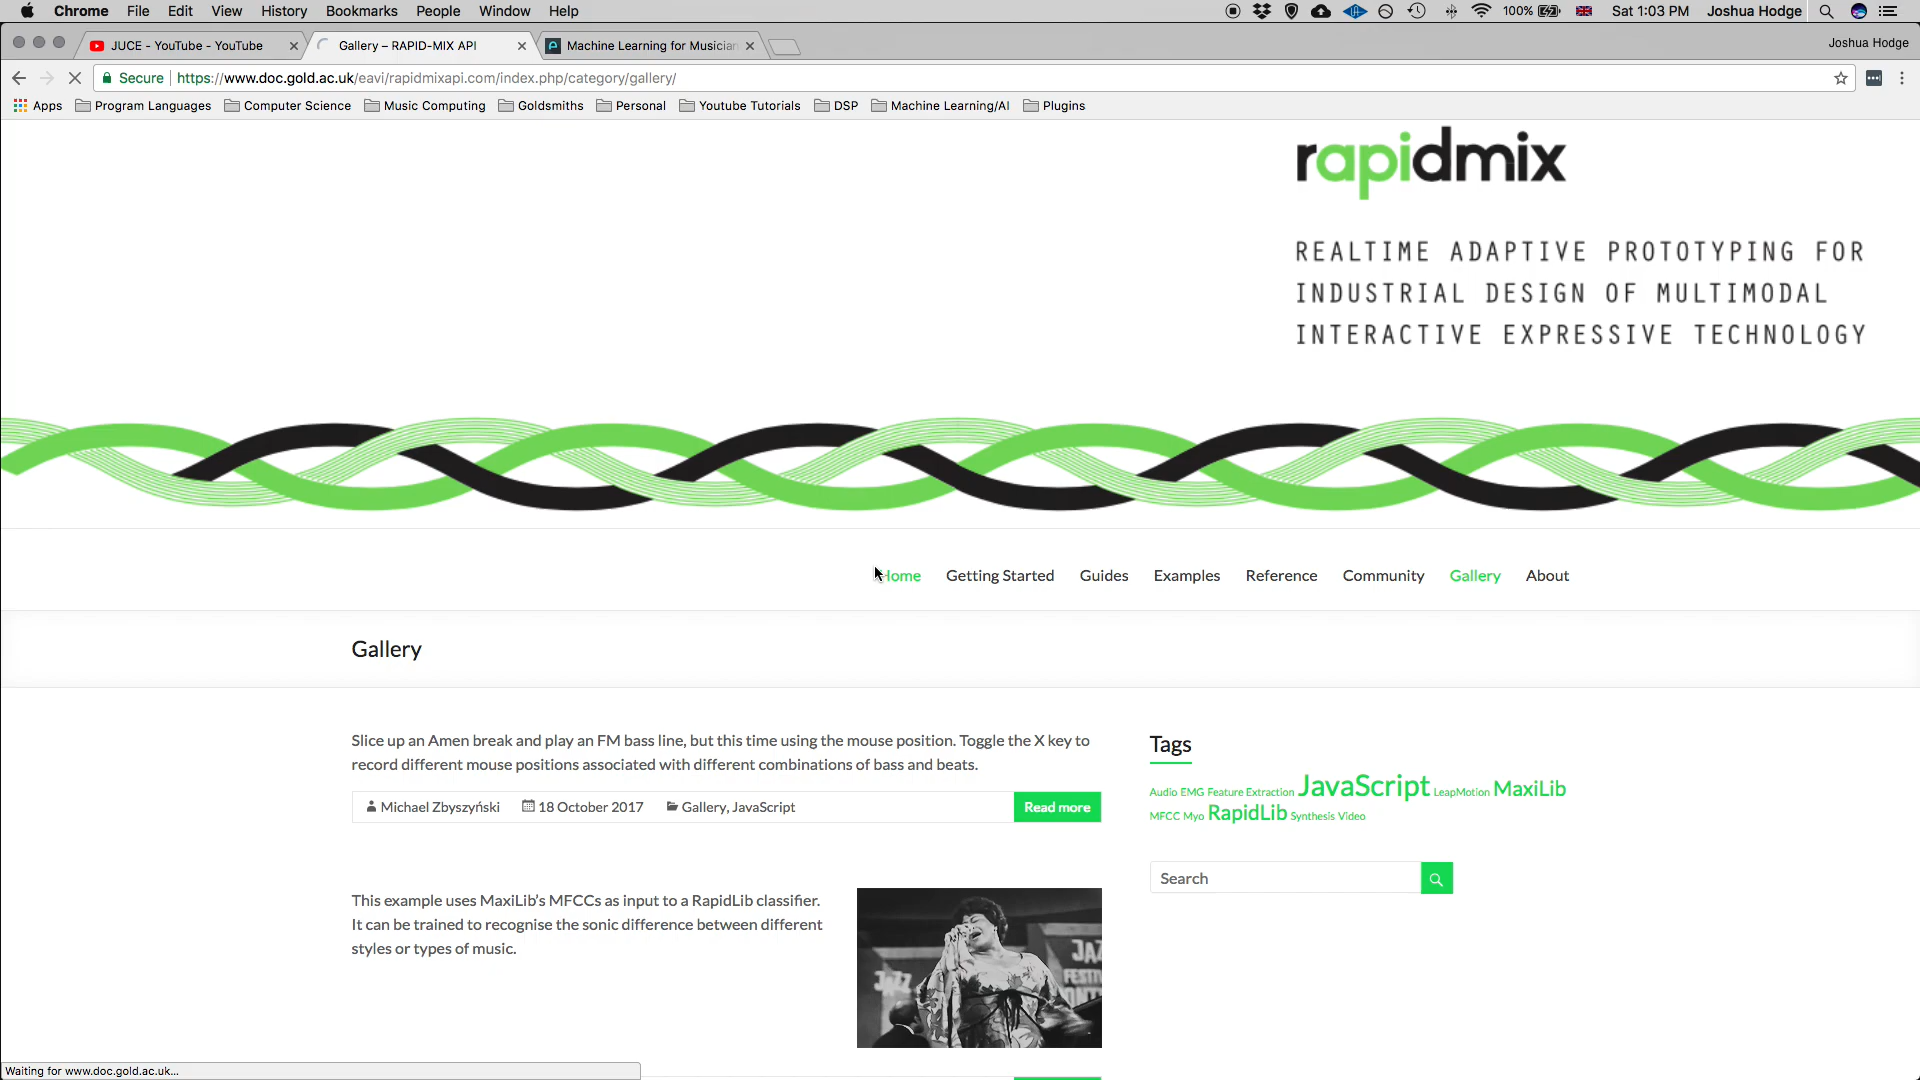 Chrome File Edit View History Bookmarks People Window Help 100% Sat 1:03 PM Joshua Hodge
JUCE - YouTube - YouTube Gallery – RAPID-MIX API Machine Learning for Musician Joshua Hodge
Secure https://www.doc.gold.ac.uk/eavi/rapidmixapi.com/index.php/category/gallery/
Apps Program Languages Computer Science Music Computing Goldsmiths Personal Youtube Tutorials DSP Machine Learning/AI Plugins
rapidmix
REALTIME ADAPTIVE PROTOTYPING FOR
INDUSTRIAL DESIGN OF MULTIMODAL
INTERACTIVE EXPRESSIVE TECHNOLOGY
Home Getting Started Guides Examples Reference Community Gallery About
Gallery
Slice up an Amen break and play an FM bass line, but this time using the mouse position. Toggle the X key to
record different mouse positions associated with different combinations of bass and beats.
Michael Zbyszyński 18 October 2017 Gallery, JavaScript Read more
This example uses MaxiLib's MFCCs as input to a RapidLib classifier.
It can be trained to recognise the sonic difference between different
styles or types of music.
Tags
Audio EMG Feature Extraction JavaScript LeapMotion MaxiLib
MFCC Myo RapidLib Synthesis Video
Search
Waiting for www.doc.gold.ac.uk...